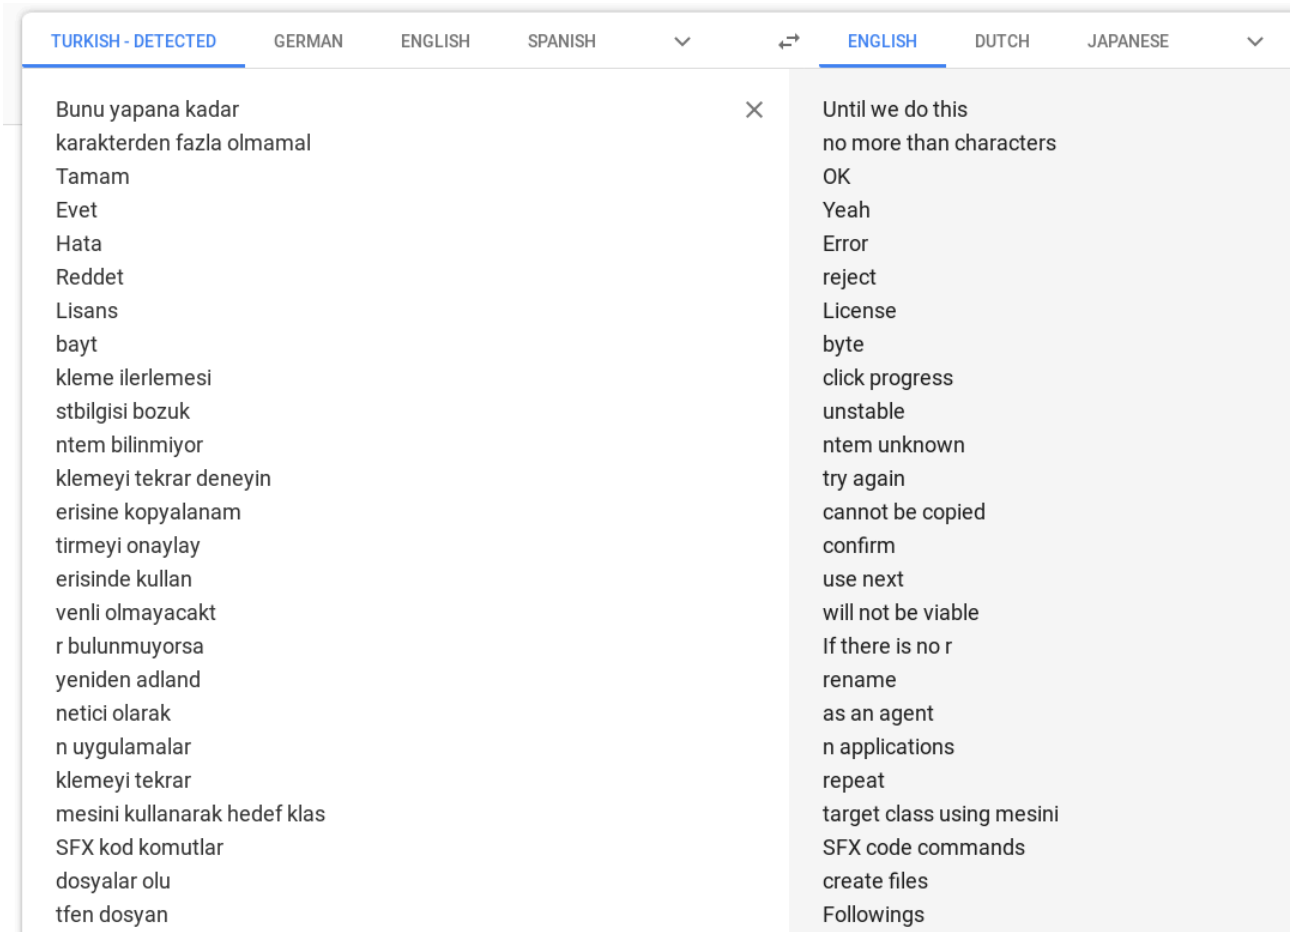 TURKISH - DETECTED GERMAN ENGLISH SPANISH ENGLISH DUTCH JAPANESE
Bunu yapana kadar
karakterden fazla olmamal
Tamam
Evet
Hata
Reddet
Lisans
bayt
kleme ilerlemesi
stbilgisi bozuk
ntem bilinmiyor
klemeyi tekrar deneyin
erisine kopyalanam
tirmeyi onaylay
erisinde kullan
venli olmayacakt
r bulunmuyorsa
yeniden adland
netici olarak
n uygulamalar
klemeyi tekrar
mesini kullanarak hedef klas
SFX kod komutlar
dosyalar olu
tfen dosyan
Until we do this
no more than characters
OK
Yeah
Error
reject
License
byte
click progress
unstable
ntem unknown
try again
cannot be copied
confirm
use next
will not be viable
If there is no r
rename
as an agent
n applications
repeat
target class using mesini
SFX code commands
create files
Followings